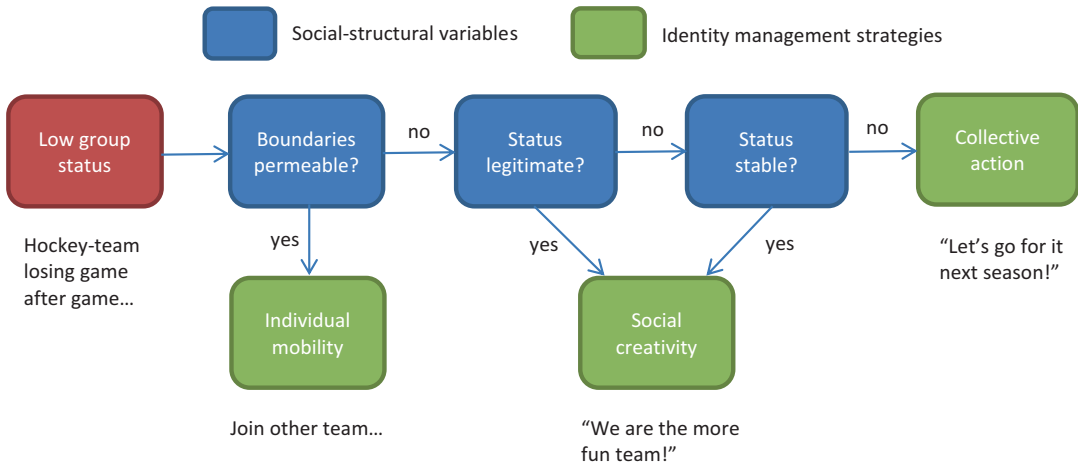 Social-structural variables
Identity management strategies
Low group
status
Boundaries
permeable?
no
Status
legitimate?
no
Status
stable?
no
Collective
action
Hockey-team
losing game
after game…
yes
yes
yes
“Let’s go for it
next season!”
Individual
mobility
Social
creativity
Join other team…
“We are the more
fun team!”